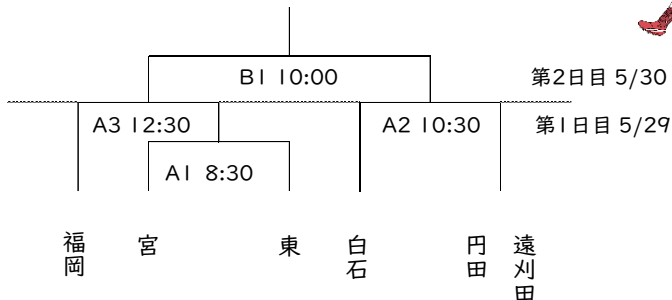 B1 10:00
第2日目 5/30
A3 12:30
A2 10:30
第1日目 5/29
A1 8:30
福岡
宮
東
白石
円田
遠刈田